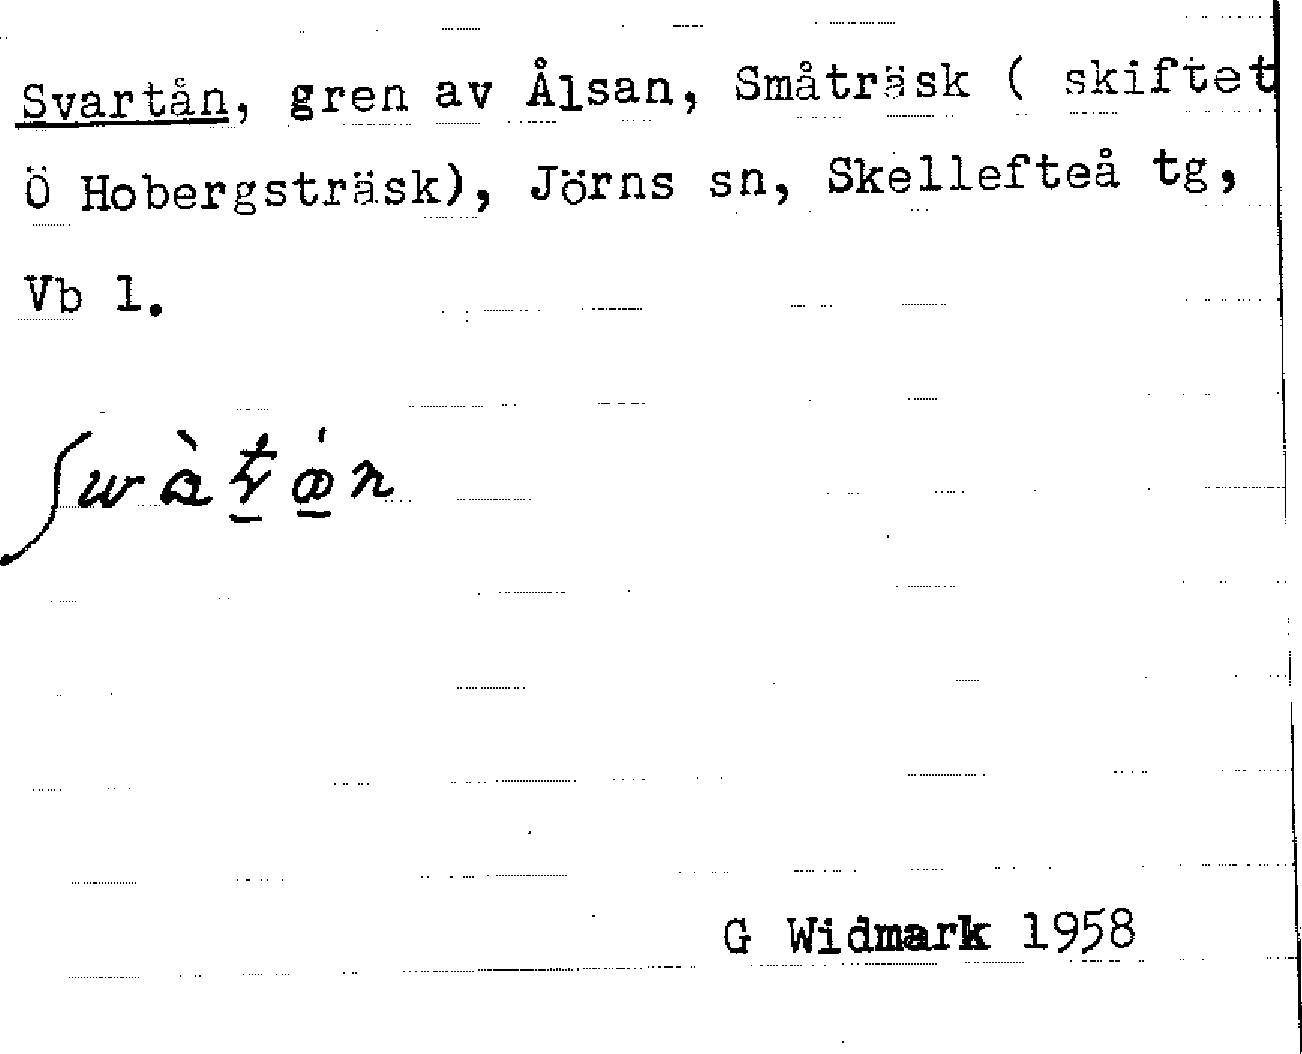 Svartån, gren av Ålsan, Småträsk ( skiftet
Ö Hobergsträsk), Jörns sn, Skellefteå tg,
Vb 1.
G Widmark 1958